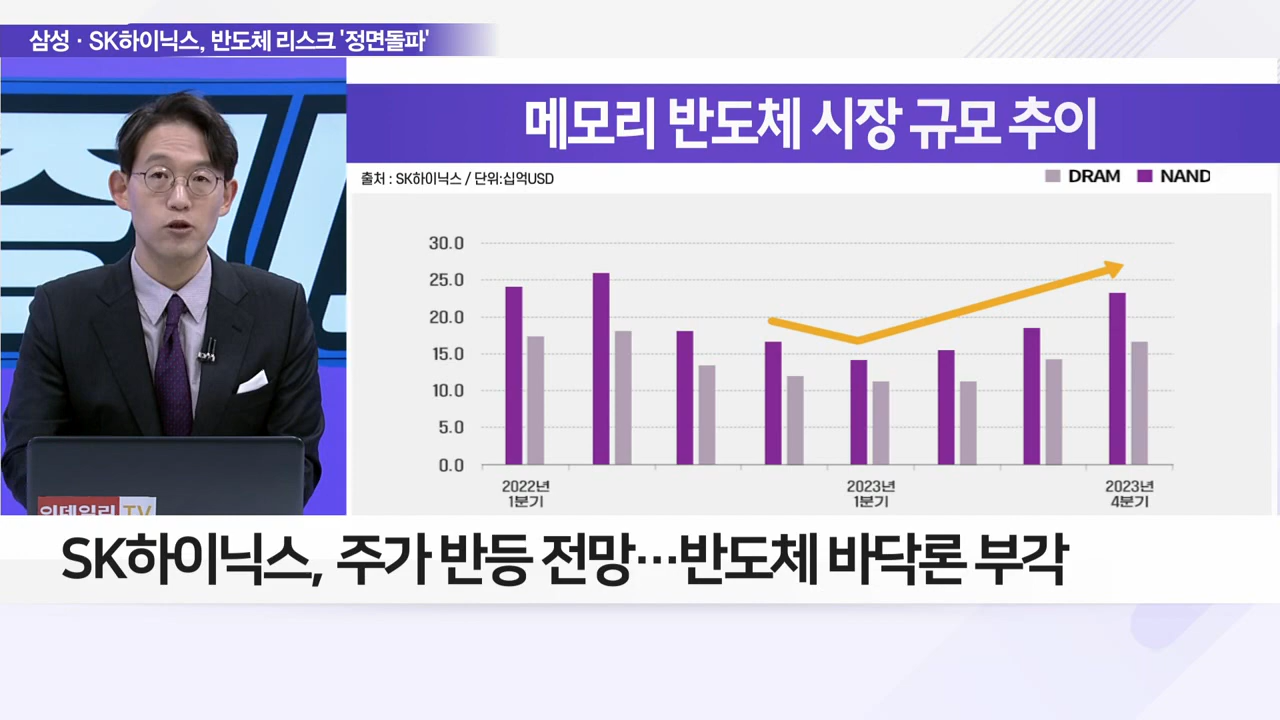 삼성·SK하이닉스, 반도체 리스크 '정면돌파'
메모리 반도체 시장 규모 추이
출처 : SK하이닉스 / 단위:십억USD
DRAM NAND
30.0
25.0
20.0
15.0
10.0
5.0
0.0
2022년
1분기
2023년
1분기
2023년
4분기
이데일리 TV
SK하이닉스, 주가 반등 전망…반도체 바닥론 부각